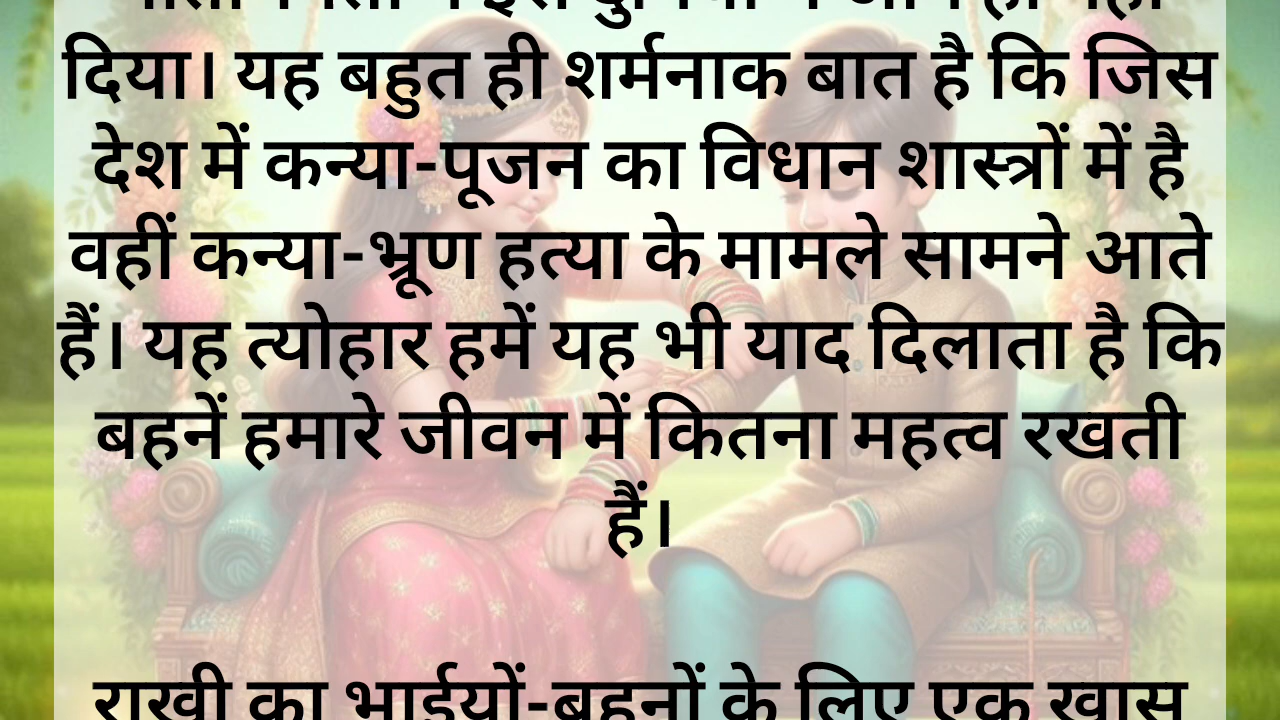 दिया। यह बहुत ही शर्मनाक बात है कि जिस
देश में कन्या-पूजन का विधान शास्त्रों में है
वहीं कन्या-भ्रूण हत्या के मामले सामने आते
हैं। यह त्योहार हमें यह भी याद दिलाता है कि
बहनें हमारे जीवन में कितना महत्व रखती
हैं।
राखी का भाईयों-बहनों के लिए एक खास